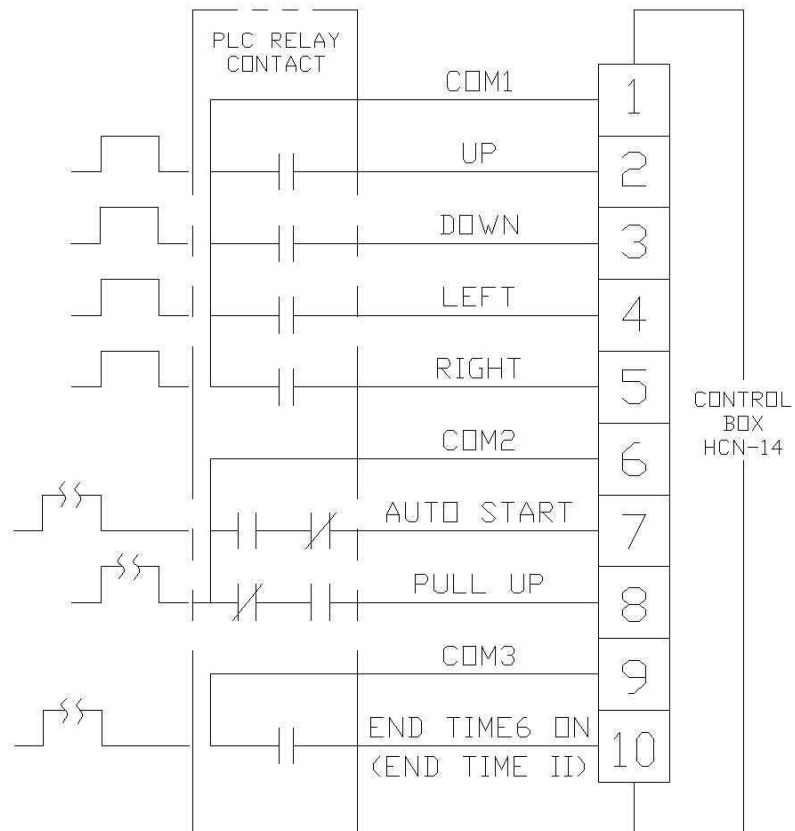 PLC RELAY
CONTACT
COM1
1
UP
2
DOWN
3
LEFT
4
RIGHT
5
CONTROL
BOX
HCN-14
COM2
6
AUTO START
7
PULL UP
8
COM3
9
END TIME6 ON
(END TIME II)
10